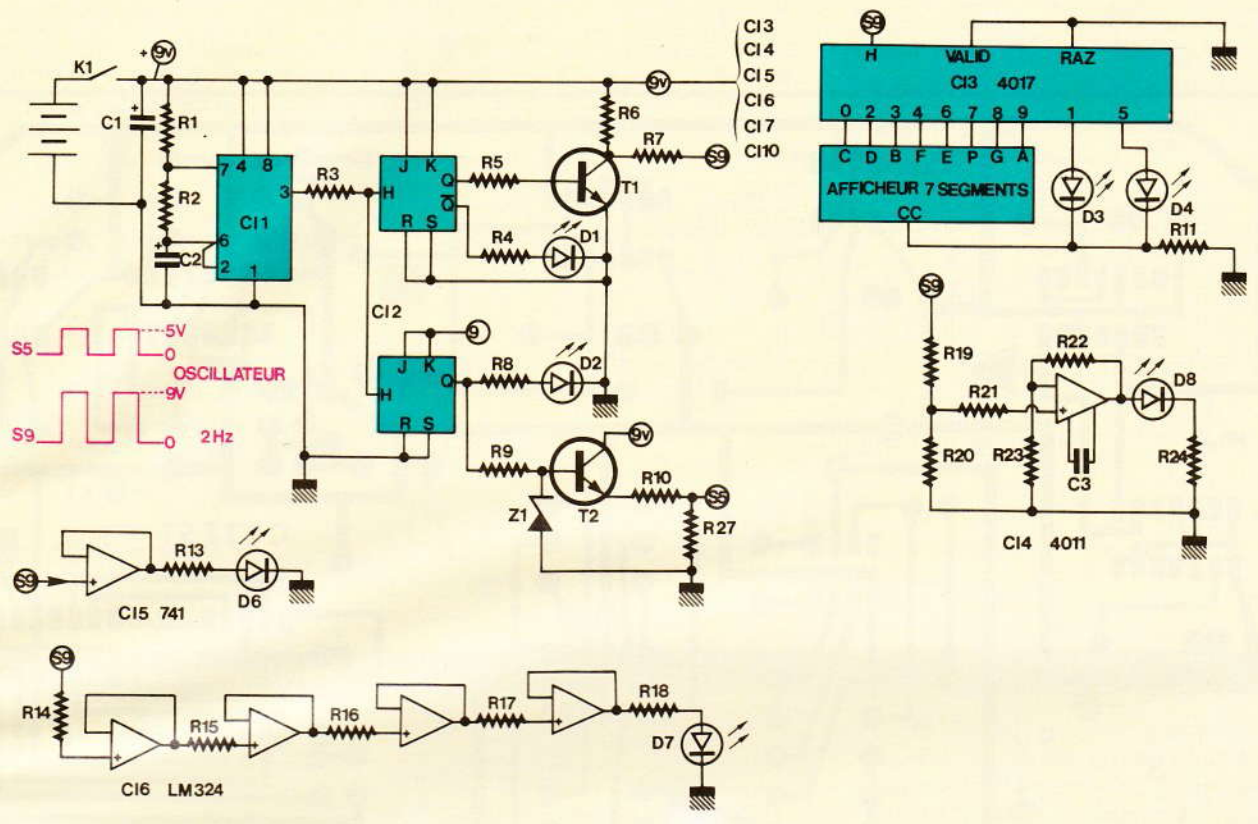 K1
+ 9v
C1
+
R1
R2
+
C2
7
4
8
3
CI1
6
2
1
R3
J
K
H
Q
Q̅
R
S
R5
R4
D1
R6
T1
R7
S9
9v
CI3
CI4
CI5
CI6
CI7
CI10
CI2
J
K
9
H
Q
R
S
R8
D2
R9
9v
T2
Z1
R10
S5
R27
S5
5V
0
OSCILLATEUR
9V
S9
0
2Hz
S9
H
VALID
RAZ
CI3 4017
0 2 3 4 6 7 8 9 1 5
C D B F E P G A
AFFICHEUR 7 SEGMENTS
CC
D3
D4
R11
S9
R19
R20
R21
R22
+
R23
C3
D8
R24
CI4 4011
S9
+
R13
D6
CI5 741
S9
R14
+
R15
+
R16
+
R17
+
R18
D7
CI6 LM324